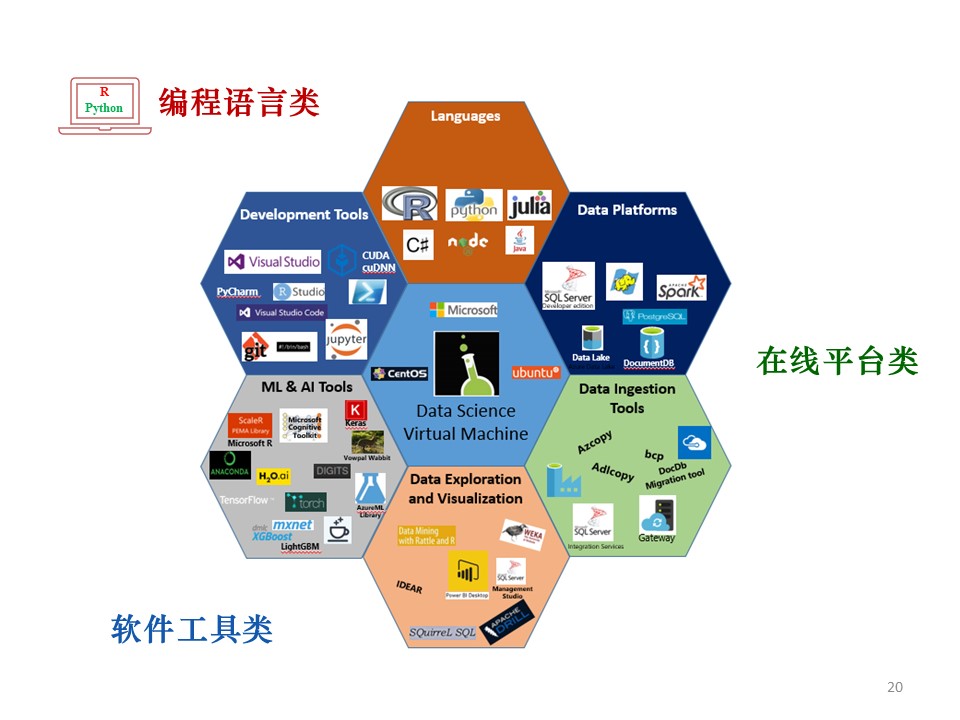 R
Python
编程语言类
Languages
R
python
julia
C#
node
Java
Development Tools
Visual Studio
CUDA
cuDNN
PyCharm
R Studio
Visual Studio Code
git
#!/bin/bash
jupyter
Data Platforms
Microsoft
SQL Server
Developer edition
APACHE
Spark
PostgreSQL
Data Lake
DocumentDB
Microsoft
CentOS
ubuntu
Data Science
Virtual Machine
在线平台类
ML & AI Tools
ScaleR
PEMA Library
Microsoft R
Microsoft
Cognitive
Toolkit
K
Keras
Vowpal Wabbit
ANACONDA
H2O.ai
DIGITS
TensorFlow™
torch
AzureML
Library
dmlc
mxnet
XGBoost
LightGBM
Data Ingestion
Tools
Azcopy
bcp
Adlcopy
DocDb
Migration tool
SQL Server
Integration Services
Gateway
Data Exploration
and Visualization
Data Mining
with Rattle and R
WEKA
IDEAR
Power BI Desktop
SQL Server
Management
Studio
SQuirreL SQL
APACHE
DRILL
软件工具类
20